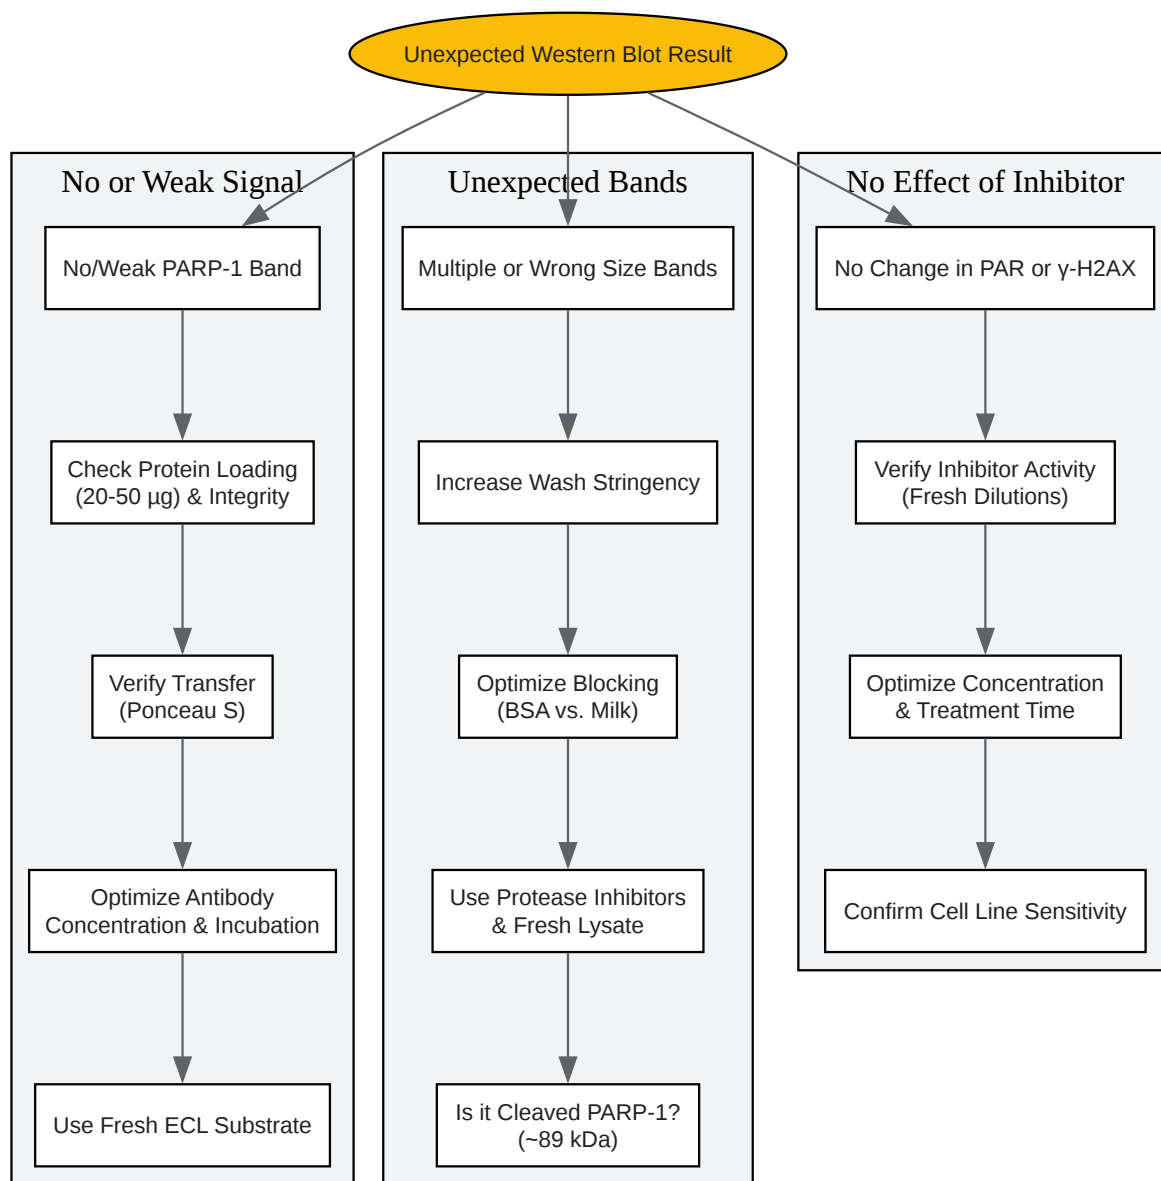 Unexpected Western Blot Result
No or Weak Signal
No/Weak PARP-1 Band
Check Protein Loading
(20-50 µg) & Integrity
Verify Transfer
(Ponceau S)
Optimize Antibody
Concentration & Incubation
Use Fresh ECL Substrate
Unexpected Bands
Multiple or Wrong Size Bands
Increase Wash Stringency
Optimize Blocking
(BSA vs. Milk)
Use Protease Inhibitors
& Fresh Lysate
Is it Cleaved PARP-1?
(~89 kDa)
No Effect of Inhibitor
No Change in PAR or γ-H2AX
Verify Inhibitor Activity
(Fresh Dilutions)
Optimize Concentration
& Treatment Time
Confirm Cell Line Sensitivity